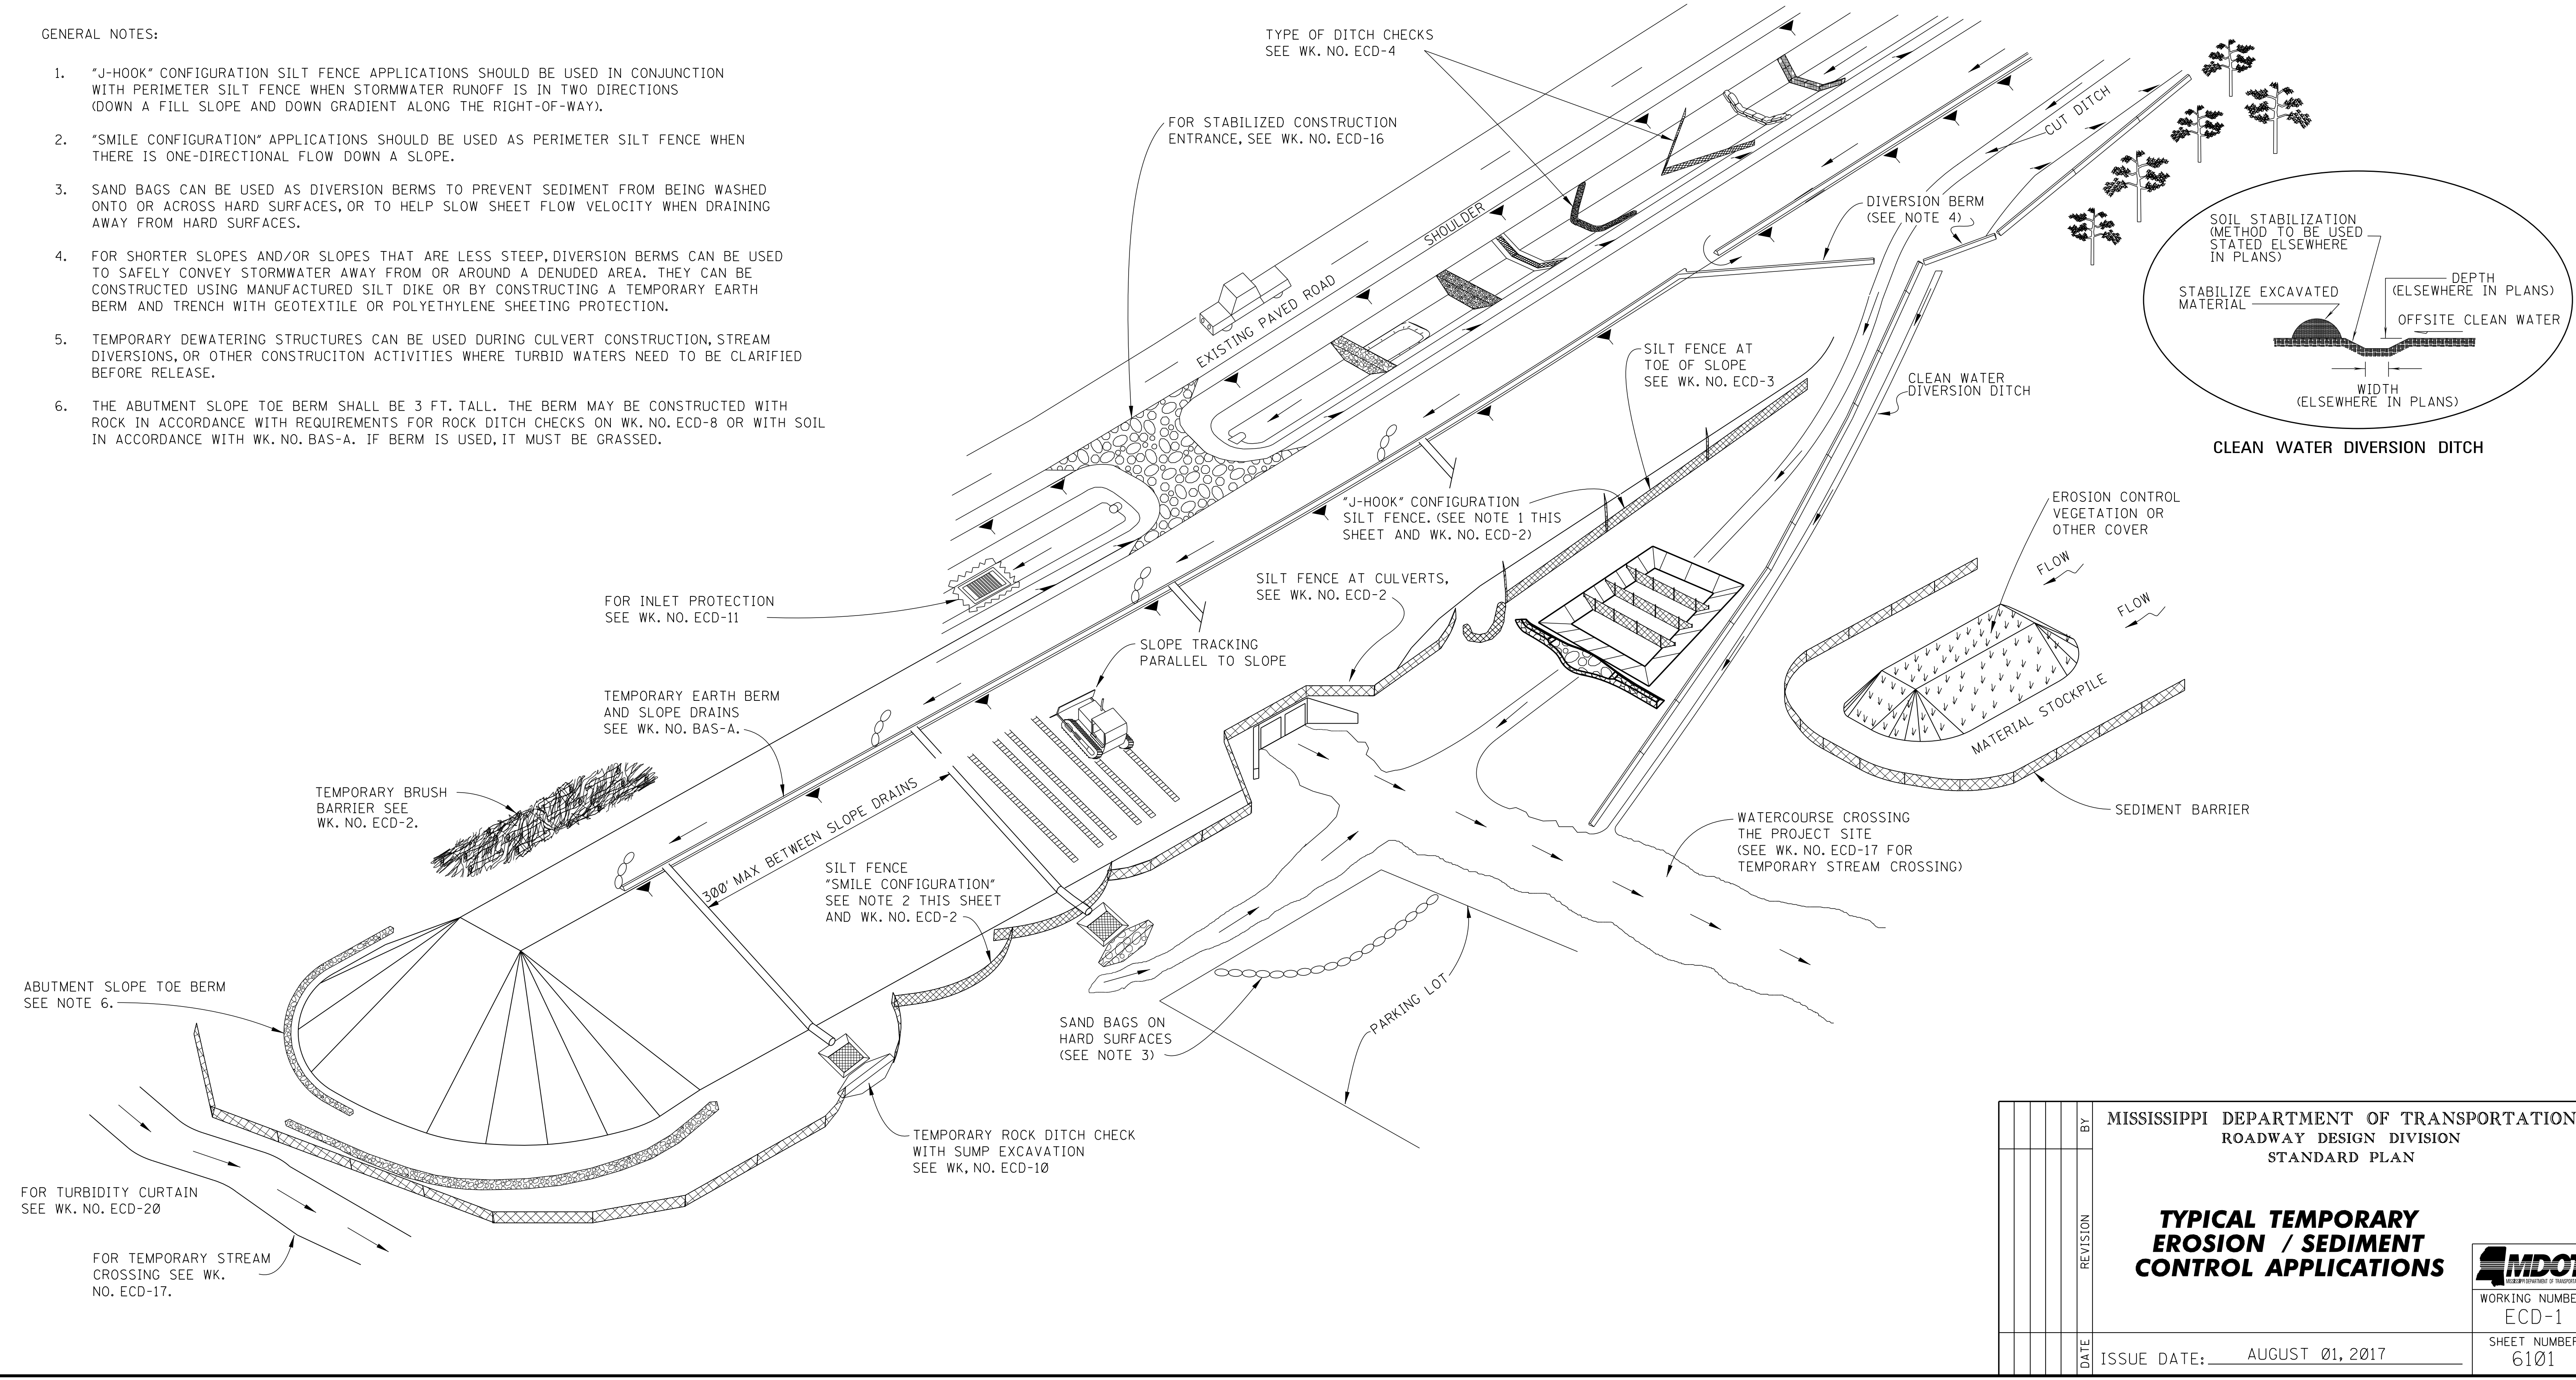 GENERAL NOTES:
1. "J-HOOK" CONFIGURATION SILT FENCE APPLICATIONS SHOULD BE USED IN CONJUNCTION
WITH PERIMETER SILT FENCE WHEN STORMWATER RUNOFF IS IN TWO DIRECTIONS
(DOWN A FILL SLOPE AND DOWN GRADIENT ALONG THE RIGHT-OF-WAY).
2. "SMILE CONFIGURATION" APPLICATIONS SHOULD BE USED AS PERIMETER SILT FENCE WHEN
THERE IS ONE-DIRECTIONAL FLOW DOWN A SLOPE.
3. SAND BAGS CAN BE USED AS DIVERSION BERMS TO PREVENT SEDIMENT FROM BEING WASHED
ONTO OR ACROSS HARD SURFACES, OR TO HELP SLOW SHEET FLOW VELOCITY WHEN DRAINING
AWAY FROM HARD SURFACES.
4. FOR SHORTER SLOPES AND/OR SLOPES THAT ARE LESS STEEP, DIVERSION BERMS CAN BE USED
TO SAFELY CONVEY STORMWATER AWAY FROM OR AROUND A DENUDED AREA. THEY CAN BE
CONSTRUCTED USING MANUFACTURED SILT DIKE OR BY CONSTRUCTING A TEMPORARY EARTH
BERM AND TRENCH WITH GEOTEXTILE OR POLYETHYLENE SHEETING PROTECTION.
5. TEMPORARY DEWATERING STRUCTURES CAN BE USED DURING CULVERT CONSTRUCTION, STREAM
DIVERSIONS, OR OTHER CONSTRUCITON ACTIVITIES WHERE TURBID WATERS NEED TO BE CLARIFIED
BEFORE RELEASE.
6. THE ABUTMENT SLOPE TOE BERM SHALL BE 3 FT. TALL. THE BERM MAY BE CONSTRUCTED WITH
ROCK IN ACCORDANCE WITH REQUIREMENTS FOR ROCK DITCH CHECKS ON WK. NO. ECD-8 OR WITH SOIL
IN ACCORDANCE WITH WK. NO. BAS-A. IF BERM IS USED, IT MUST BE GRASSED.
TYPE OF DITCH CHECKS
SEE WK. NO. ECD-4
FOR STABILIZED CONSTRUCTION
ENTRANCE, SEE WK. NO. ECD-16
SHOULDER
EXISTING PAVED ROAD
CUT DITCH
DIVERSION BERM
(SEE NOTE 4)
SOIL STABILIZATION
(METHOD TO BE USED
STATED ELSEWHERE
IN PLANS)
STABILIZE EXCAVATED
MATERIAL
DEPTH
(ELSEWHERE IN PLANS)
OFFSITE CLEAN WATER
WIDTH
(ELSEWHERE IN PLANS)
CLEAN WATER DIVERSION DITCH
SILT FENCE AT
TOE OF SLOPE
SEE WK. NO. ECD-3
CLEAN WATER
DIVERSION DITCH
"J-HOOK" CONFIGURATION
SILT FENCE. (SEE NOTE 1 THIS
SHEET AND WK. NO. ECD-2)
EROSION CONTROL
VEGETATION OR
OTHER COVER
FLOW
FLOW
MATERIAL STOCKPILE
SEDIMENT BARRIER
SILT FENCE AT CULVERTS,
SEE WK. NO. ECD-2
FOR INLET PROTECTION
SEE WK. NO. ECD-11
SLOPE TRACKING
PARALLEL TO SLOPE
TEMPORARY EARTH BERM
AND SLOPE DRAINS
SEE WK. NO. BAS-A.
TEMPORARY BRUSH
BARRIER SEE
WK. NO. ECD-2.
300' MAX BETWEEN SLOPE DRAINS
SILT FENCE
"SMILE CONFIGURATION"
SEE NOTE 2 THIS SHEET
AND WK. NO. ECD-2
WATERCOURSE CROSSING
THE PROJECT SITE
(SEE WK. NO. ECD-17 FOR
TEMPORARY STREAM CROSSING)
ABUTMENT SLOPE TOE BERM
SEE NOTE 6.
SAND BAGS ON
HARD SURFACES
(SEE NOTE 3)
PARKING LOT
TEMPORARY ROCK DITCH CHECK
WITH SUMP EXCAVATION
SEE WK, NO. ECD-10
FOR TURBIDITY CURTAIN
SEE WK. NO. ECD-20
FOR TEMPORARY STREAM
CROSSING SEE WK.
NO. ECD-17.
BY
REVISION
DATE
MISSISSIPPI DEPARTMENT OF TRANSPORTATION
ROADWAY DESIGN DIVISION
STANDARD PLAN
TYPICAL TEMPORARY
EROSION / SEDIMENT
CONTROL APPLICATIONS
MDOT
MISSISSIPPI DEPARTMENT OF
WORKING NUMBE
ECD-1
SHEET NUMBER
6101
ISSUE DATE: AUGUST 01, 2017